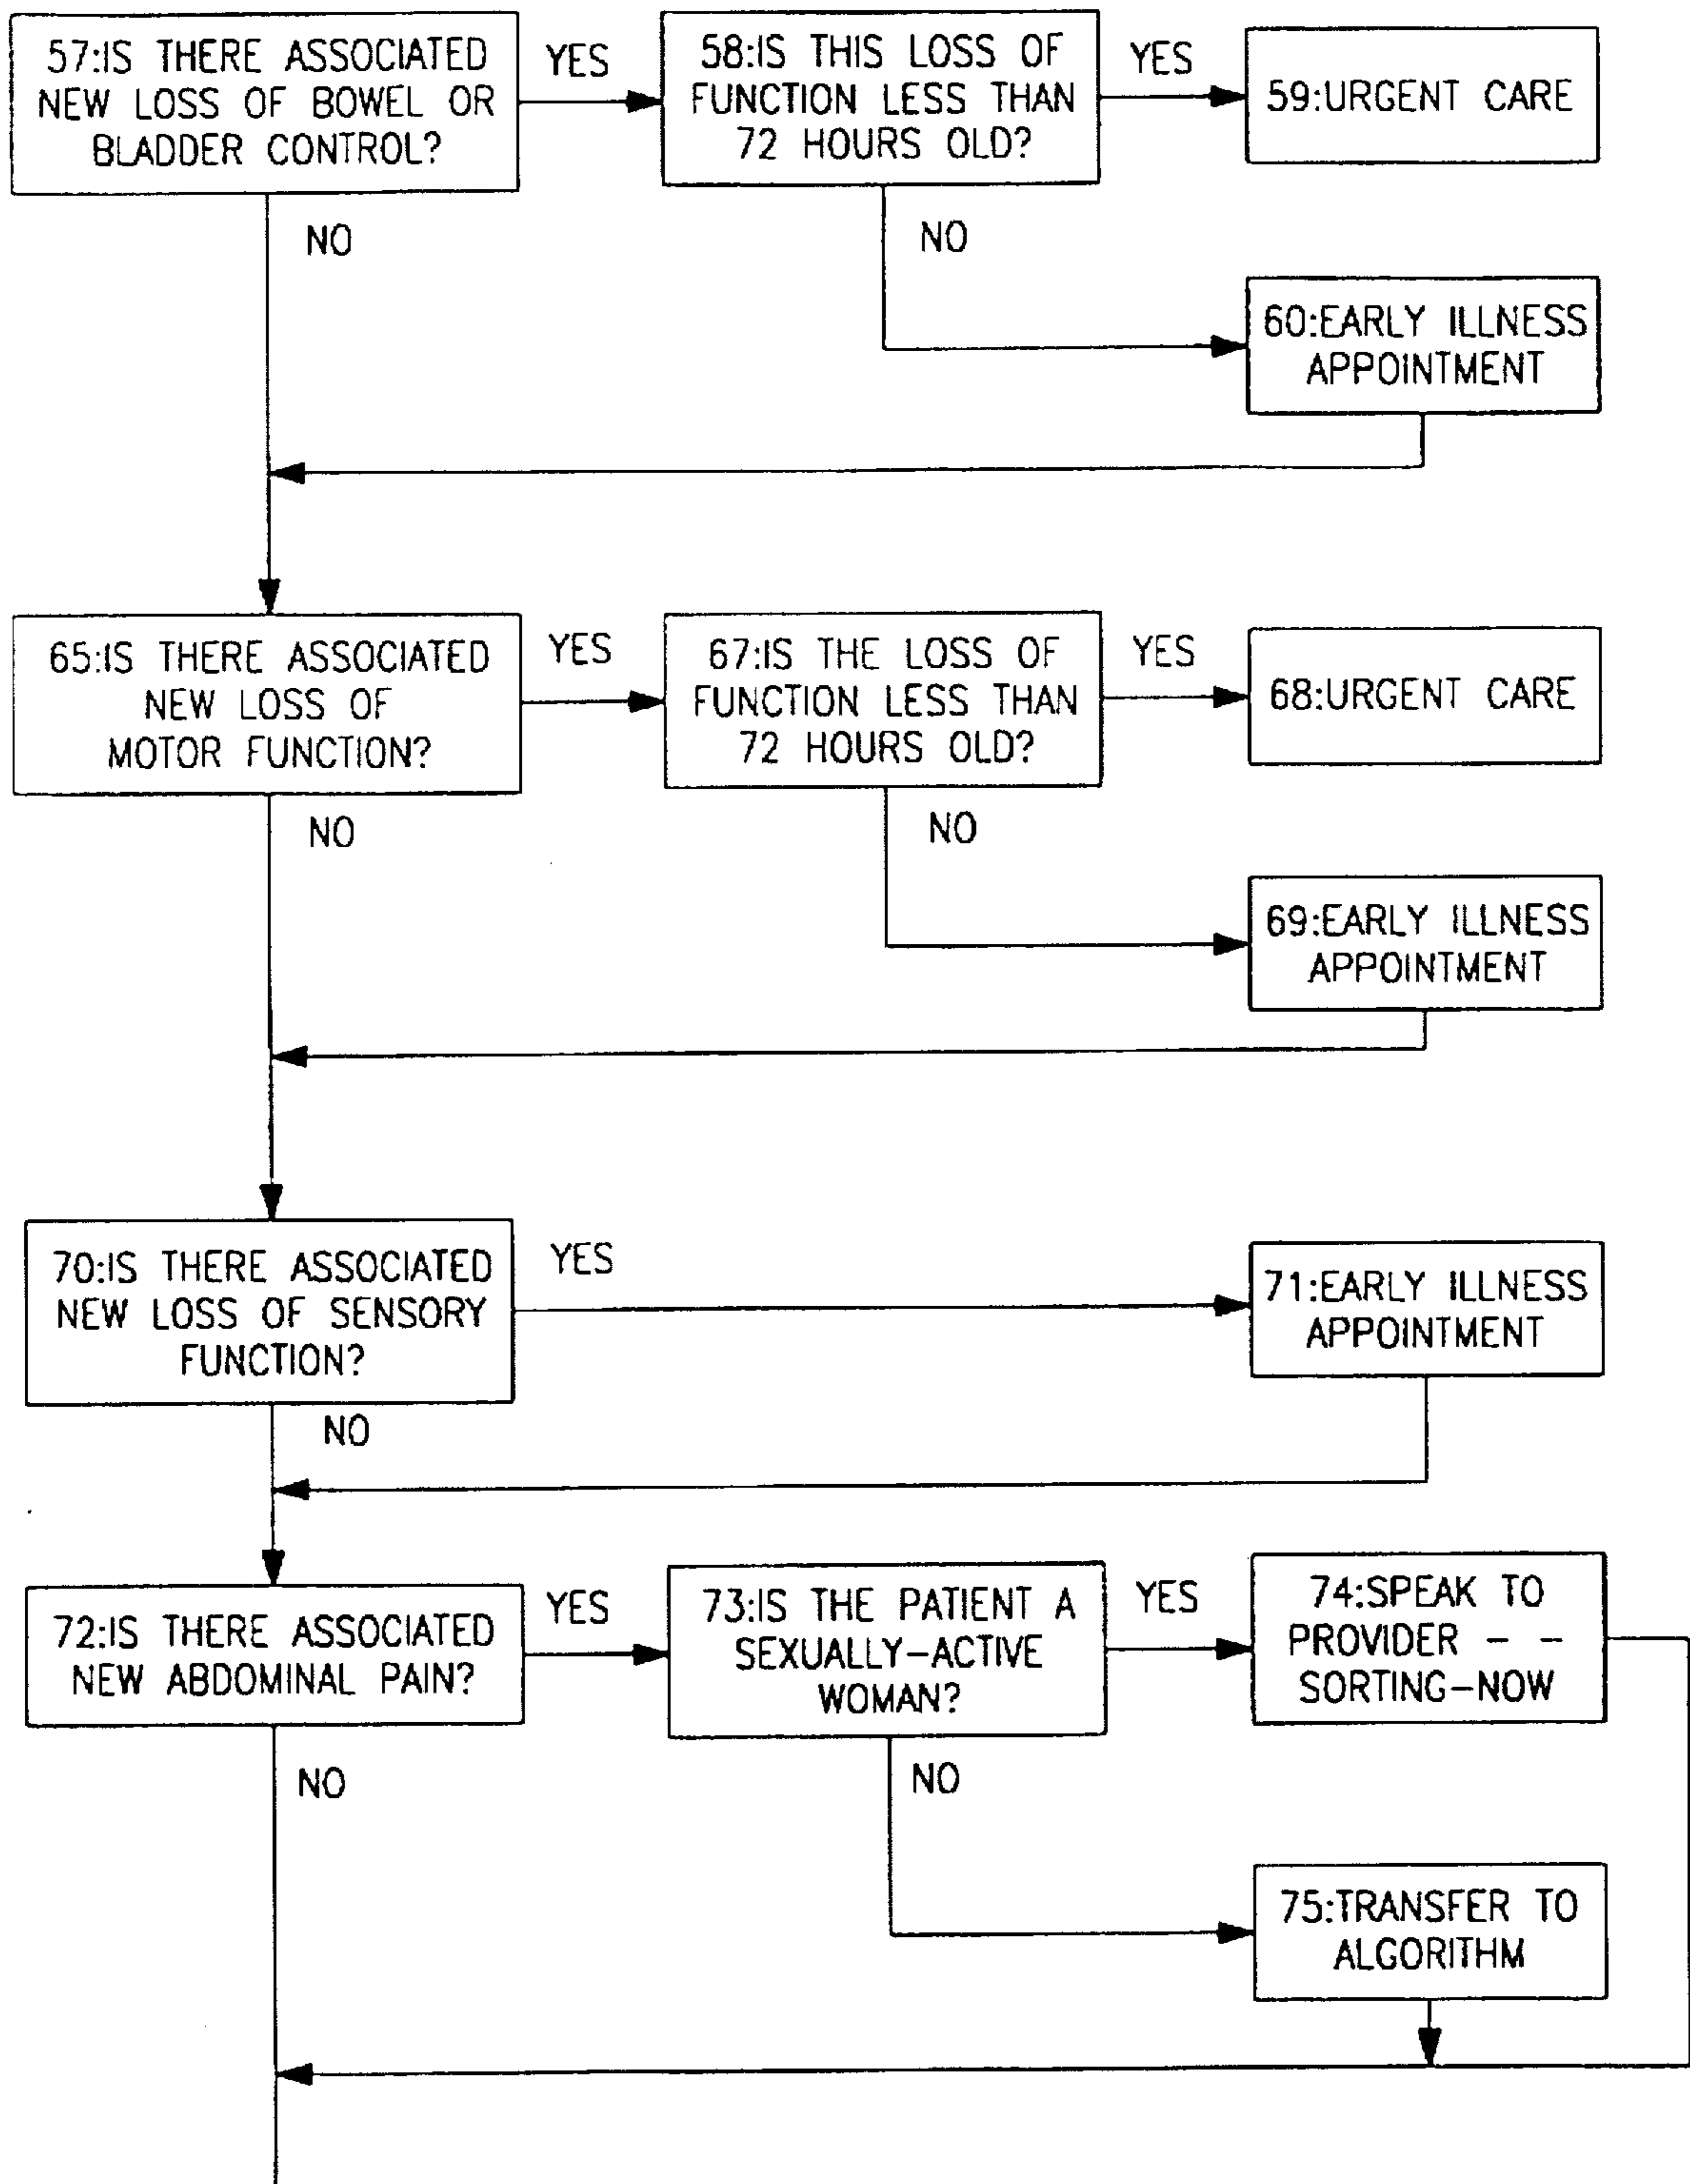 57:IS THERE ASSOCIATED
NEW LOSS OF BOWEL OR
BLADDER CONTROL?
YES
58:IS THIS LOSS OF
FUNCTION LESS THAN
72 HOURS OLD?
YES
59:URGENT CARE
NO
NO
60:EARLY ILLNESS
APPOINTMENT
65:IS THERE ASSOCIATED
NEW LOSS OF
MOTOR FUNCTION?
YES
67:IS THE LOSS OF
FUNCTION LESS THAN
72 HOURS OLD?
YES
68:URGENT CARE
NO
NO
69:EARLY ILLNESS
APPOINTMENT
70:IS THERE ASSOCIATED
NEW LOSS OF SENSORY
FUNCTION?
YES
71:EARLY ILLNESS
APPOINTMENT
NO
72:IS THERE ASSOCIATED
NEW ABDOMINAL PAIN?
YES
73:IS THE PATIENT A
SEXUALLY-ACTIVE
WOMAN?
YES
74:SPEAK TO
PROVIDER - -
SORTING-NOW
NO
NO
75:TRANSFER TO
ALGORITHM